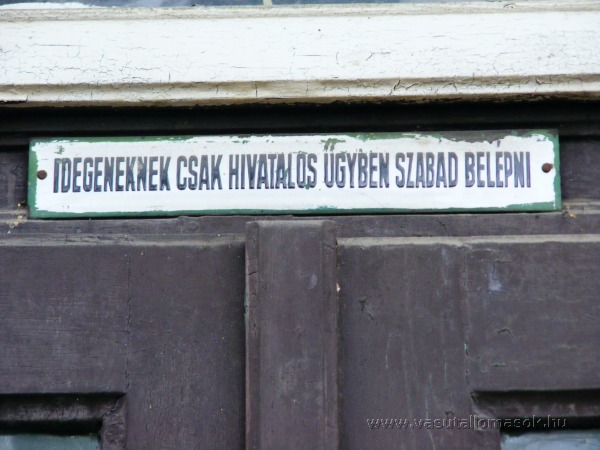 IDEGENEKNEK CSAK HIVATALOS ÜGYBEN SZABAD BELEPNI
www.vasutallomasok.hu